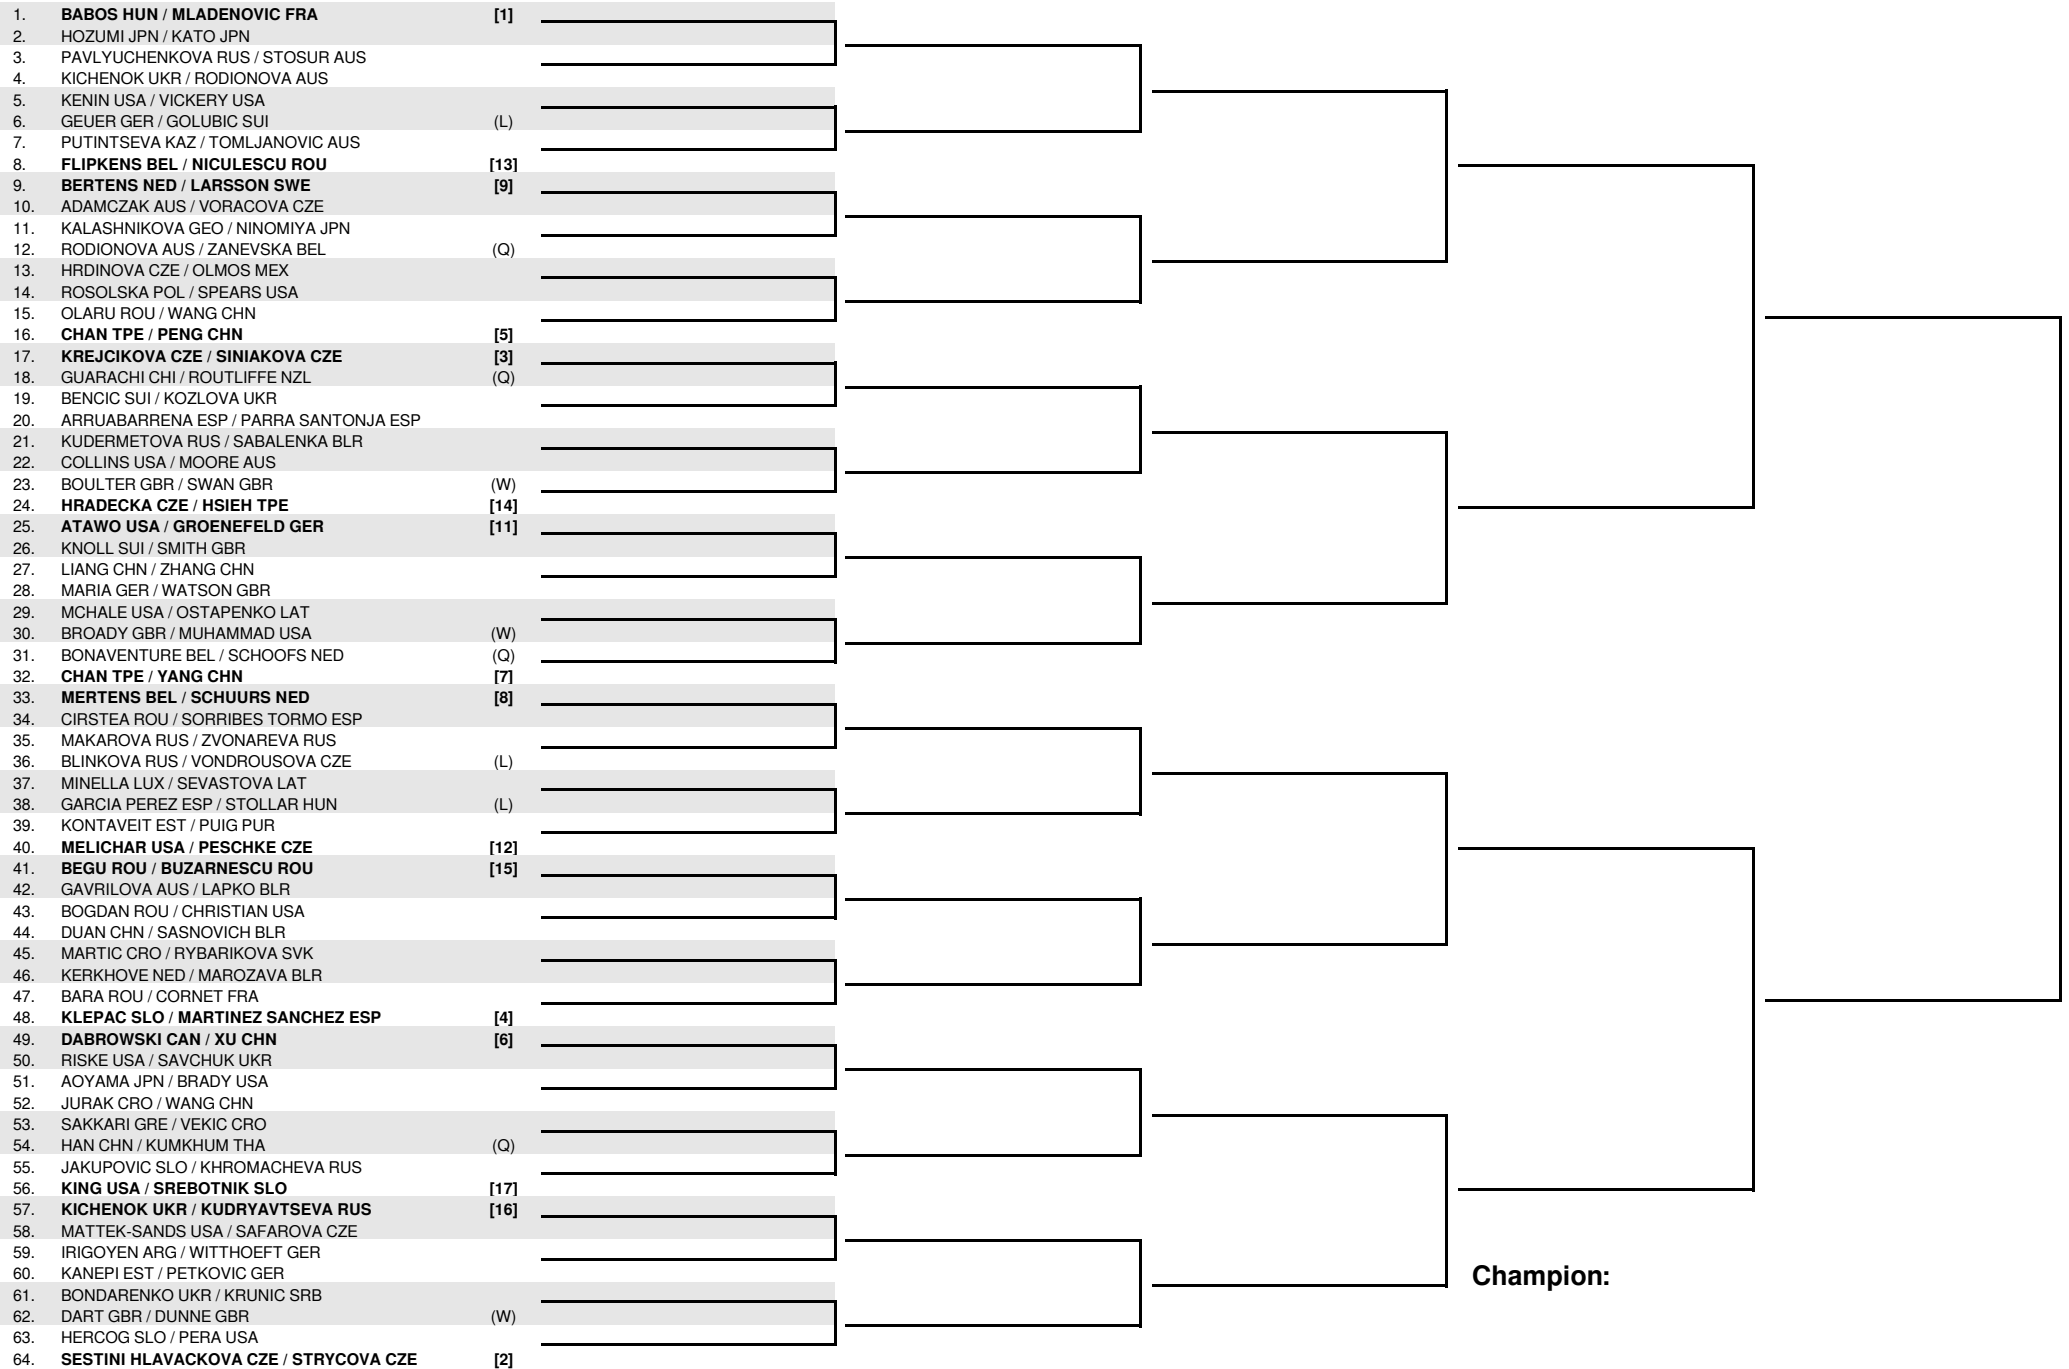 1. BABOS HUN / MLADENOVIC FRA [1]
2. HOZUMI JPN / KATO JPN
3. PAVLYUCHENKOVA RUS / STOSUR AUS
4. KICHENOK UKR / RODIONOVA AUS
5. KENIN USA / VICKERY USA
6. GEUER GER / GOLUBIC SUI (L)
7. PUTINTSEVA KAZ / TOMLJANOVIC AUS
8. FLIPKENS BEL / NICULESCU ROU [13]
9. BERTENS NED / LARSSON SWE [9]
10. ADAMCZAK AUS / VORACOVA CZE
11. KALASHNIKOVA GEO / NINOMIYA JPN
12. RODIONOVA AUS / ZANEVSKA BEL (Q)
13. HRDINOVA CZE / OLMOS MEX
14. ROSOLSKA POL / SPEARS USA
15. OLARU ROU / WANG CHN
16. CHAN TPE / PENG CHN [5]
17. KREJCIKOVA CZE / SINIAKOVA CZE [3]
18. GUARACHI CHI / ROUTLIFFE NZL (Q)
19. BENCIC SUI / KOZLOVA UKR
20. ARRUABARRENA ESP / PARRA SANTONJA ESP
21. KUDERMETOVA RUS / SABALENKA BLR
22. COLLINS USA / MOORE AUS
23. BOULTER GBR / SWAN GBR (W)
24. HRADECKA CZE / HSIEH TPE [14]
25. ATAWO USA / GROENEFELD GER [11]
26. KNOLL SUI / SMITH GBR
27. LIANG CHN / ZHANG CHN
28. MARIA GER / WATSON GBR
29. MCHALE USA / OSTAPENKO LAT
30. BROADY GBR / MUHAMMAD USA (W)
31. BONAVENTURE BEL / SCHOOFS NED (Q)
32. CHAN TPE / YANG CHN [7]
33. MERTENS BEL / SCHUURS NED [8]
34. CIRSTEA ROU / SORRIBES TORMO ESP
35. MAKAROVA RUS / ZVONAREVA RUS
36. BLINKOVA RUS / VONDROUSOVA CZE (L)
37. MINELLA LUX / SEVASTOVA LAT
38. GARCIA PEREZ ESP / STOLLAR HUN (L)
39. KONTAVEIT EST / PUIG PUR
40. MELICHAR USA / PESCHKE CZE [12]
41. BEGU ROU / BUZARNESCU ROU [15]
42. GAVRILOVA AUS / LAPKO BLR
43. BOGDAN ROU / CHRISTIAN USA
44. DUAN CHN / SASNOVICH BLR
45. MARTIC CRO / RYBARIKOVA SVK
46. KERKHOVE NED / MAROZAVA BLR
47. BARA ROU / CORNET FRA
48. KLEPAC SLO / MARTINEZ SANCHEZ ESP [4]
49. DABROWSKI CAN / XU CHN [6]
50. RISKE USA / SAVCHUK UKR
51. AOYAMA JPN / BRADY USA
52. JURAK CRO / WANG CHN
53. SAKKARI GRE / VEKIC CRO
54. HAN CHN / KUMKHUM THA (Q)
55. JAKUPOVIC SLO / KHROMACHEVA RUS
56. KING USA / SREBOTNIK SLO [17]
57. KICHENOK UKR / KUDRYAVTSEVA RUS [16]
58. MATTEK-SANDS USA / SAFAROVA CZE
59. IRIGOYEN ARG / WITTHOEFT GER
60. KANEPI EST / PETKOVIC GER
Champion:
61. BONDARENKO UKR / KRUNIC SRB
62. DART GBR / DUNNE GBR (W)
63. HERCOG SLO / PERA USA
64. SESTINI HLAVACKOVA CZE / STRYCOVA CZE [2]